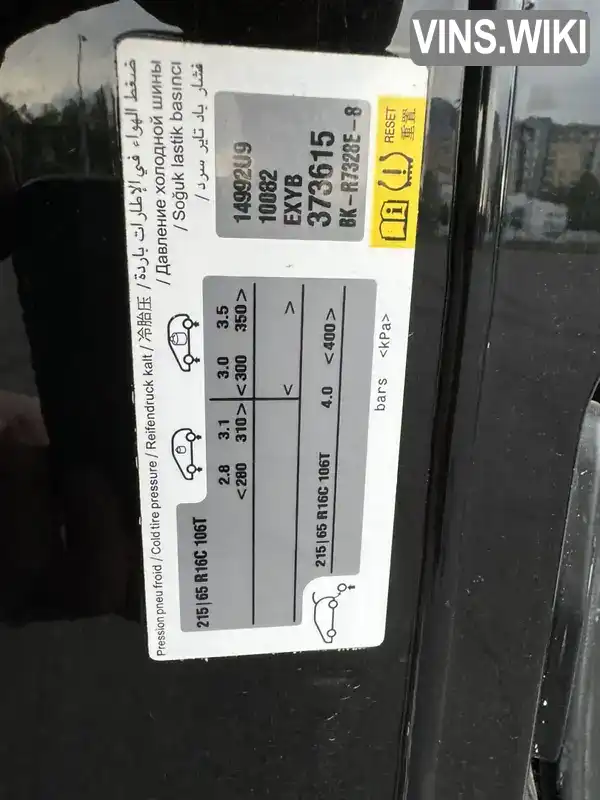 VINS.WIKI
Pression pneu froid / Cold tire pressure / Reifendruck kalt / 冷胎压 / ضغط الهواء في الإطارات باردة
/ Давление холодной шины
/ Soğuk lastik basıncı
/ فشار باد تایر سرد
14992U9
10082
EXYB
373615
BK-R7328E-8
RESET
重置
215|65 R16C 106T
2.8 3.1 3.0 3.5
<280 310> <300 350>
< >
215|65 R16C 106T 4.0 <400>
bars <kPa>